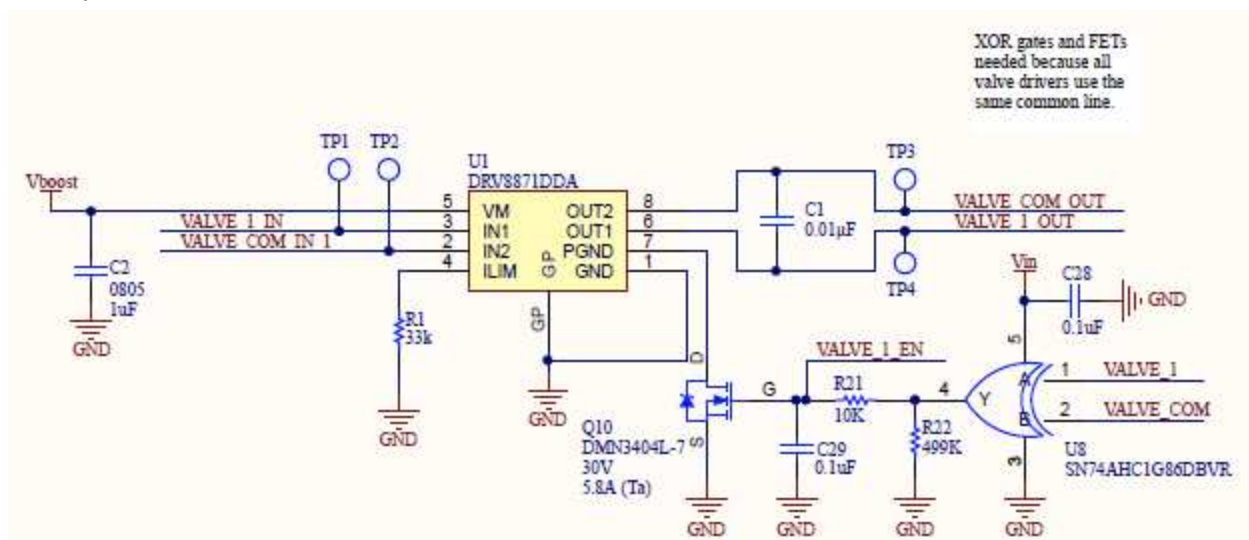 XOR gates and FETs
needed because all
valve drivers use the
same common line.
TP1
TP2
U1
DRV8871DDA
TP3
Vboost
5
VM
OUT2
8
VALVE_COM_OUT
VALVE_1_IN
3
IN1
OUT1
6
C1
0.01µF
VALVE_1_OUT
VALVE_COM_IN_1
2
IN2
PGND
7
4
ILIM
GP
GND
1
TP4
C2
0805
1uF
GND
R1
33k
GND
GP
GND
Vin
C28
0.1uF
GND
5
D
VALVE_1_EN
G
R21
10K
4
Y
A
1
VALVE_1
B
2
VALVE_COM
Q10
DMN3404L-7
30V
5.8A (Ta)
S
C29
0.1uF
R22
499K
3
U8
SN74AHC1G86DBVR
GND
GND
GND
GND